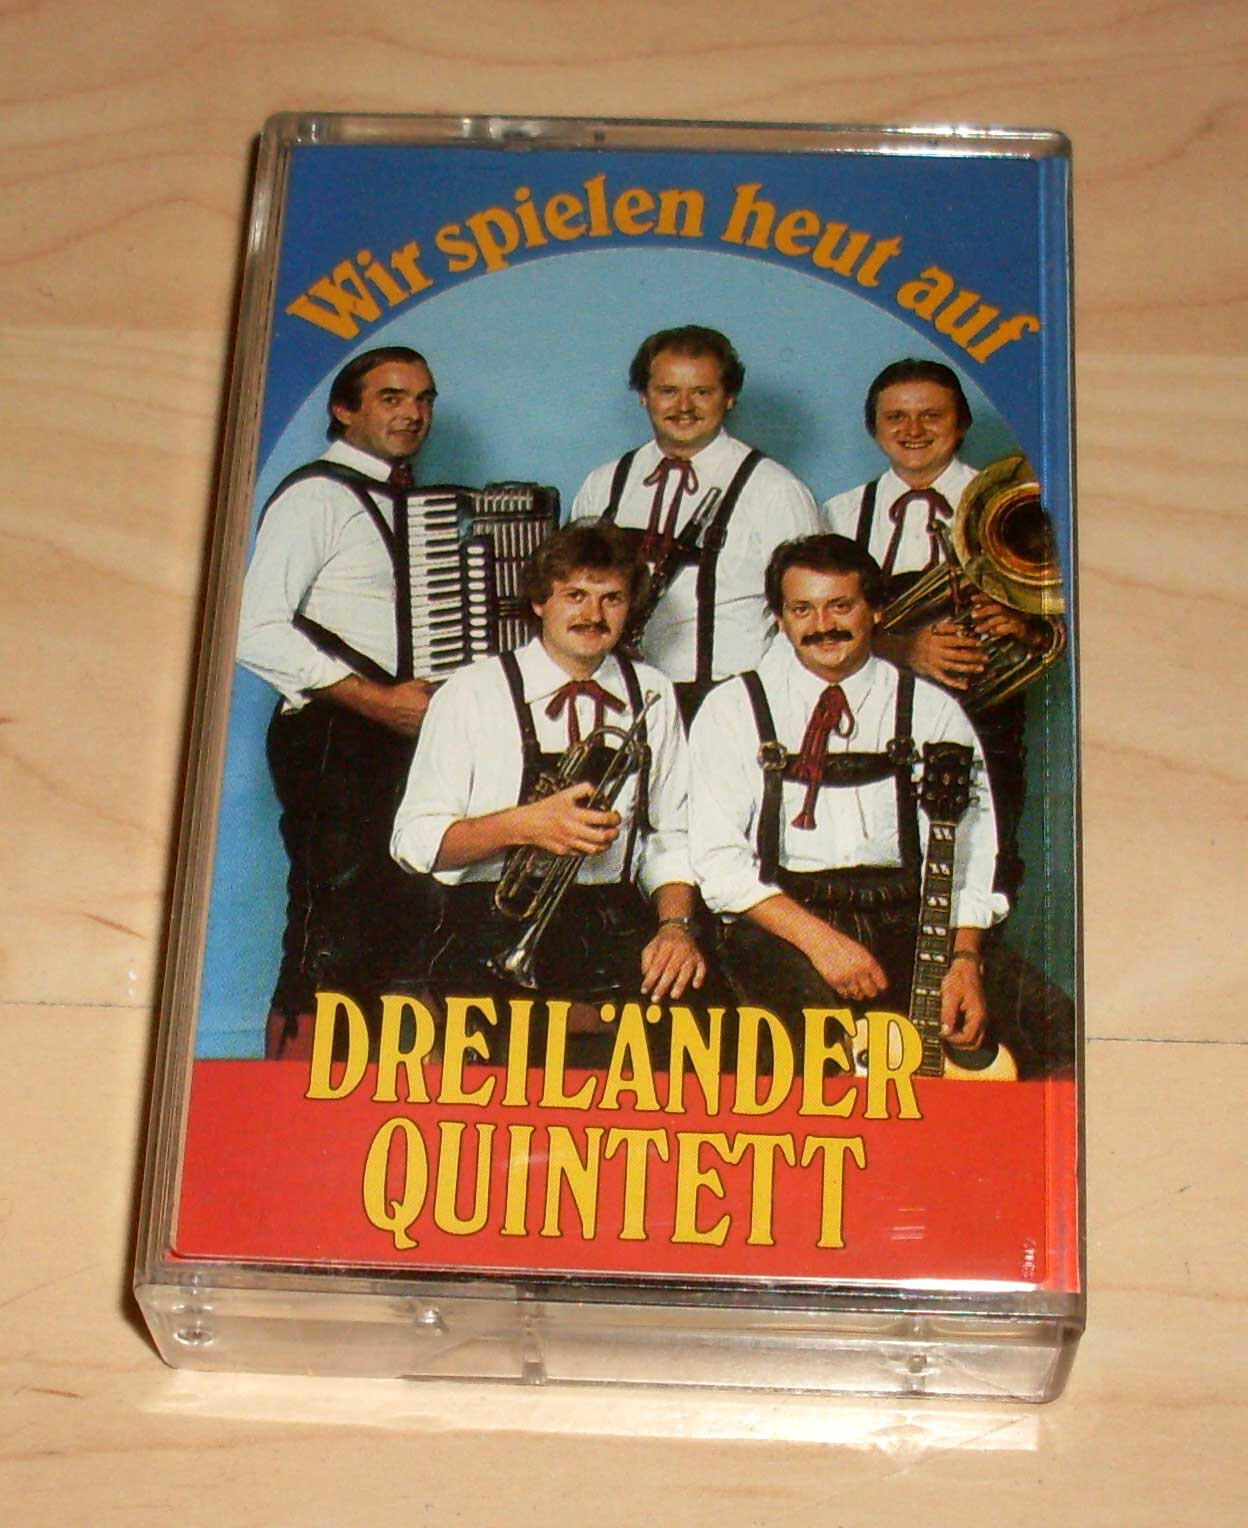 Wir spielen heut auf
DREILÄNDER
QUINTETT